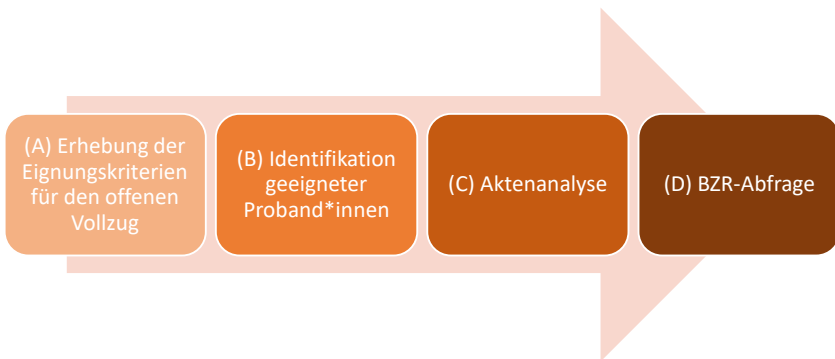 (A) Erhebung der
Eignungskriterien
für den offenen
Vollzug
(B) Identifikation
geeigneter
Proband*innen
(C) Aktenanalyse
(D) BZR-Abfrage